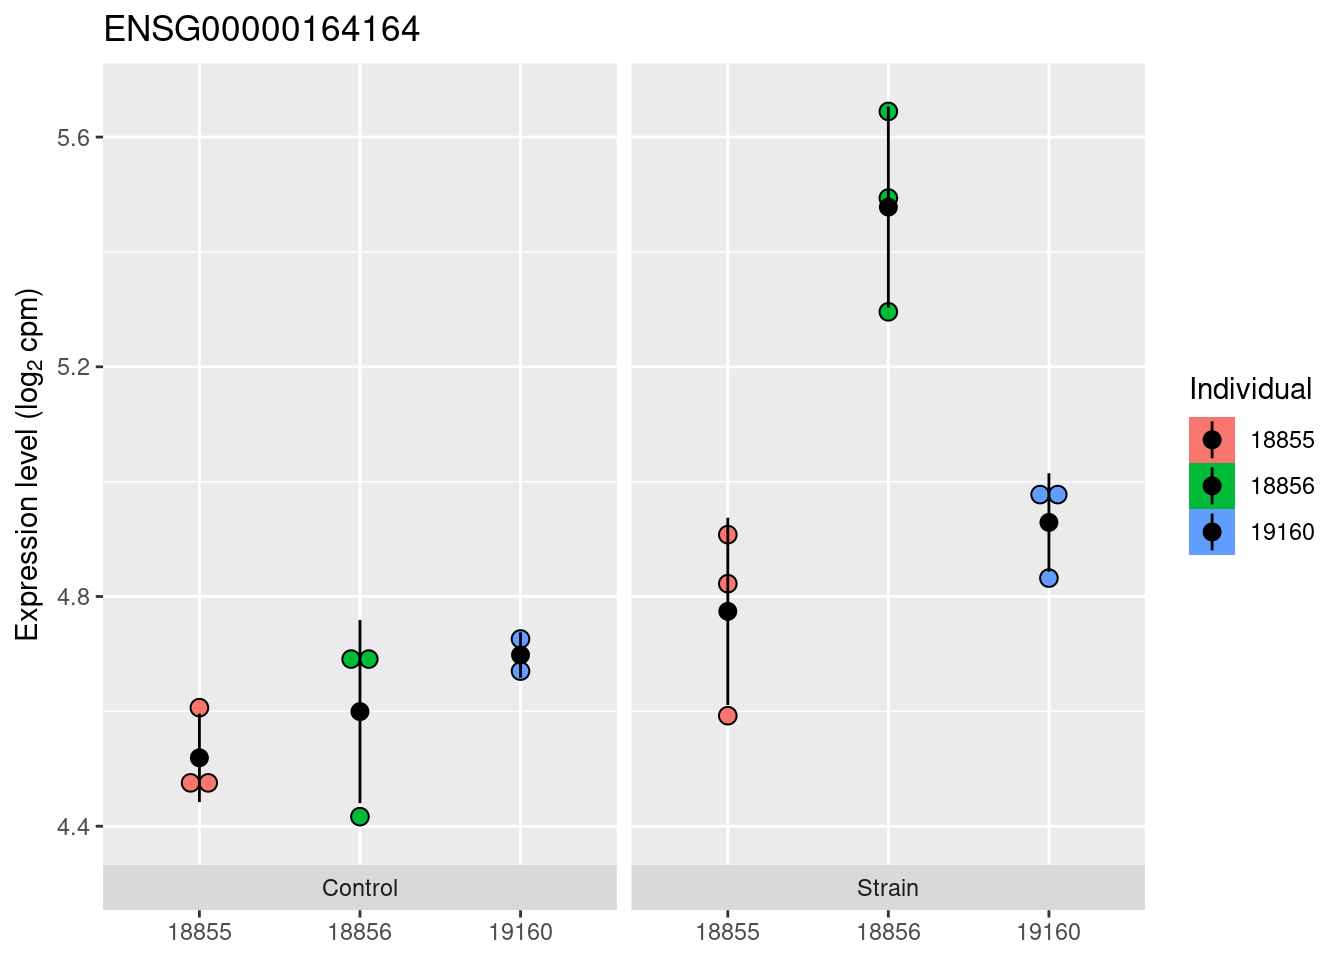 ENSG00000164164
Expression level (log2 cpm)
5.6
5.2
4.8
4.4
Control
Strain
18855
18856
19160
18855
18856
19160
Individual
18855
18856
19160